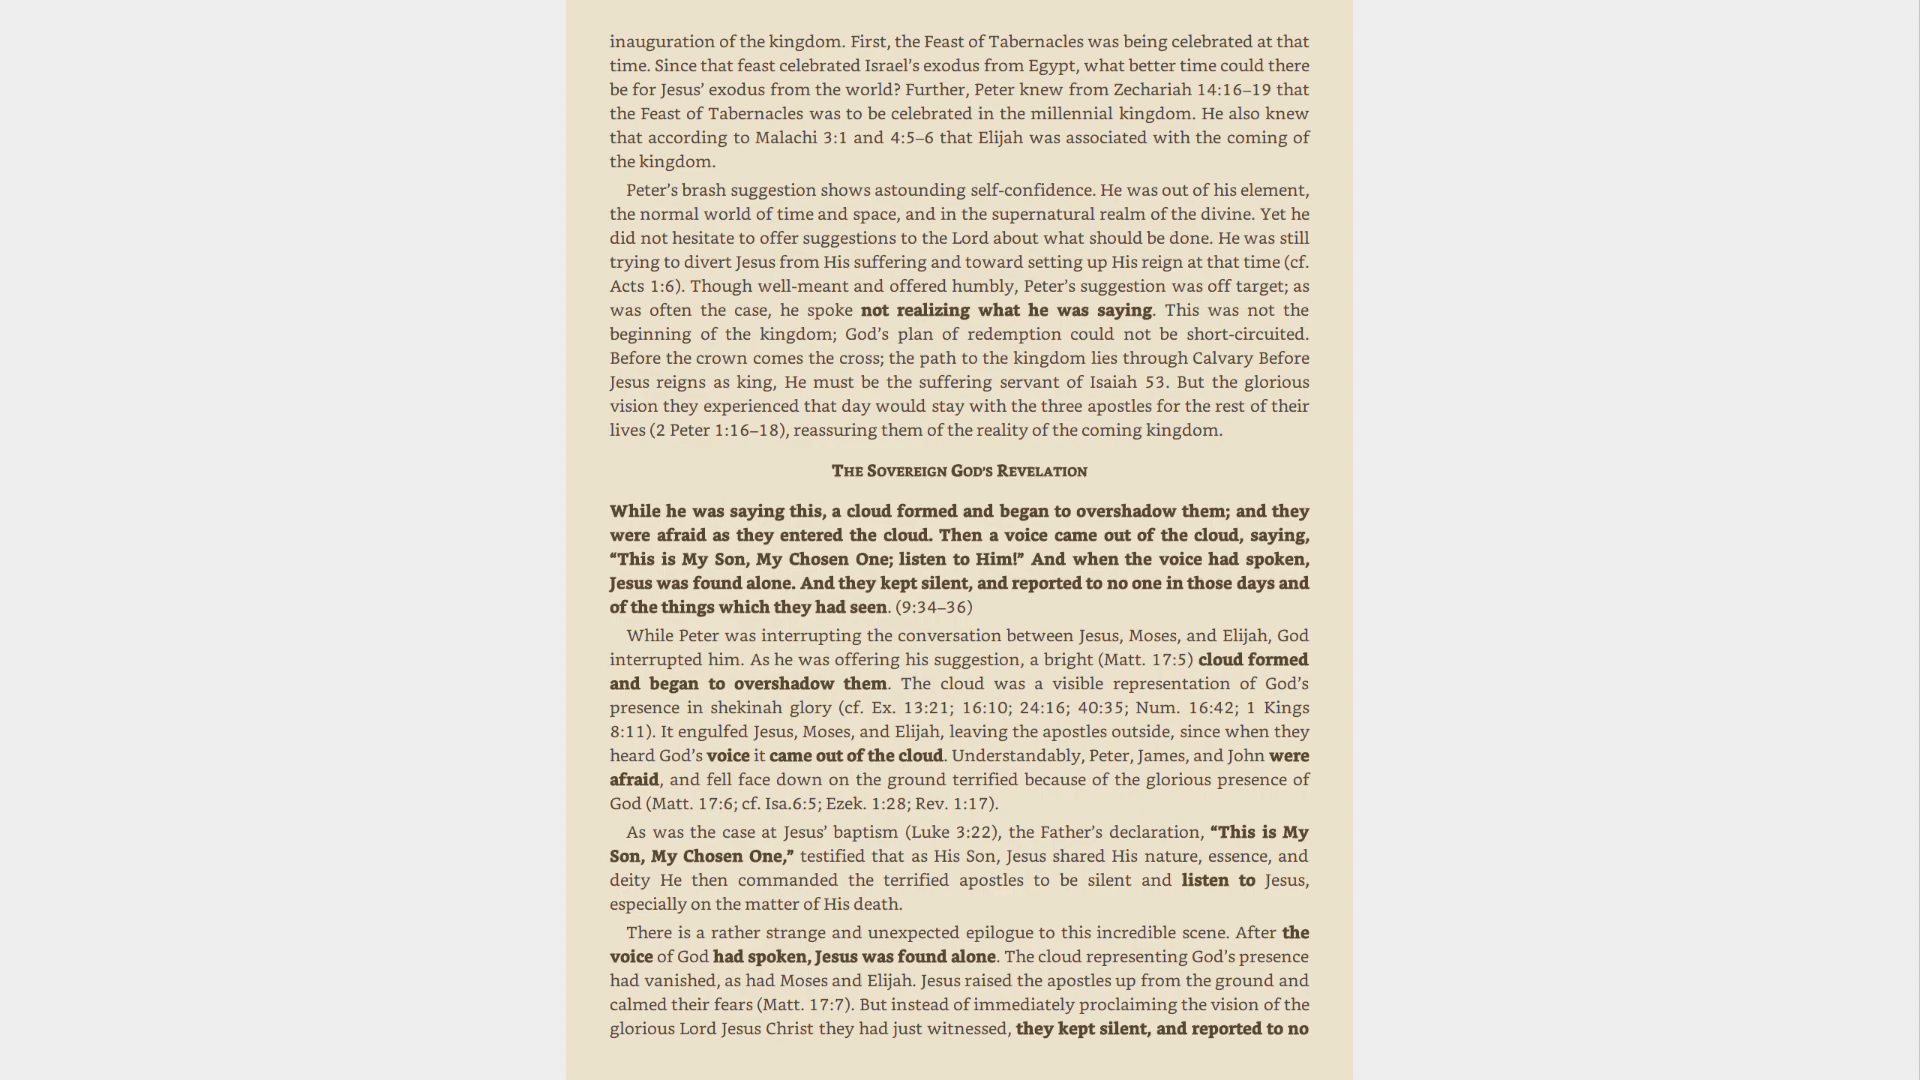 inauguration of the kingdom. First, the Feast of Tabernacles was being celebrated at that
time. Since that feast celebrated Israel’s exodus from Egypt, what better time could there
be for Jesus’ exodus from the world? Further, Peter knew from Zechariah 14:16–19 that
the Feast of Tabernacles was to be celebrated in the millennial kingdom. He also knew
that according to Malachi 3:1 and 4:5–6 that Elijah was associated with the coming of
the kingdom.
Peter’s brash suggestion shows astounding self-confidence. He was out of his element,
the normal world of time and space, and in the supernatural realm of the divine. Yet he
did not hesitate to offer suggestions to the Lord about what should be done. He was still
trying to divert Jesus from His suffering and toward setting up His reign at that time (cf.
Acts 1:6). Though well-meant and offered humbly, Peter’s suggestion was off target; as
was often the case, he spoke not realizing what he was saying. This was not the
beginning of the kingdom; God’s plan of redemption could not be short-circuited.
Before the crown comes the cross; the path to the kingdom lies through Calvary Before
Jesus reigns as king, He must be the suffering servant of Isaiah 53. But the glorious
vision they experienced that day would stay with the three apostles for the rest of their
lives (2 Peter 1:16–18), reassuring them of the reality of the coming kingdom.
THE SOVEREIGN GOD’S REVELATION
While he was saying this, a cloud formed and began to overshadow them; and they
were afraid as they entered the cloud. Then a voice came out of the cloud, saying,
“This is My Son, My Chosen One; listen to Him!” And when the voice had spoken,
Jesus was found alone. And they kept silent, and reported to no one in those days and
of the things which they had seen. (9:34–36)
While Peter was interrupting the conversation between Jesus, Moses, and Elijah, God
interrupted him. As he was offering his suggestion, a bright (Matt. 17:5) cloud formed
and began to overshadow them. The cloud was a visible representation of God’s
presence in shekinah glory (cf. Ex. 13:21; 16:10; 24:16; 40:35; Num. 16:42; 1 Kings
8:11). It engulfed Jesus, Moses, and Elijah, leaving the apostles outside, since when they
heard God’s voice it came out of the cloud. Understandably, Peter, James, and John were
afraid, and fell face down on the ground terrified because of the glorious presence of
God (Matt. 17:6; cf. Isa.6:5; Ezek. 1:28; Rev. 1:17).
As was the case at Jesus’ baptism (Luke 3:22), the Father’s declaration, “This is My
Son, My Chosen One,” testified that as His Son, Jesus shared His nature, essence, and
deity He then commanded the terrified apostles to be silent and listen to Jesus,
especially on the matter of His death.
There is a rather strange and unexpected epilogue to this incredible scene. After the
voice of God had spoken, Jesus was found alone. The cloud representing God’s presence
had vanished, as had Moses and Elijah. Jesus raised the apostles up from the ground and
calmed their fears (Matt. 17:7). But instead of immediately proclaiming the vision of the
glorious Lord Jesus Christ they had just witnessed, they kept silent, and reported to no